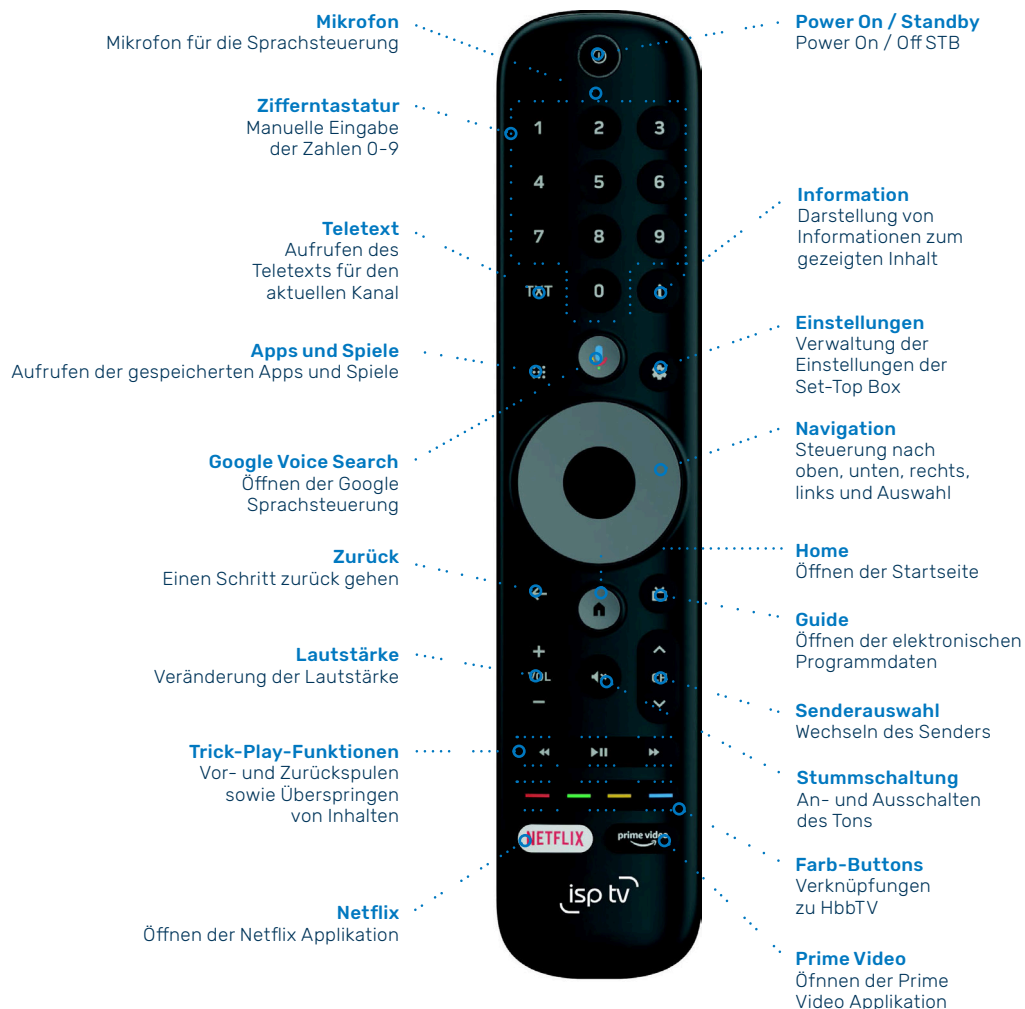 Mikrofon
Mikrofon für die Sprachsteuerung
Zifferntastatur
Manuelle Eingabe
der Zahlen 0-9
Teletext
Aufrufen des
Teletexts für den
aktuellen Kanal
Apps und Spiele
Aufrufen der gespeicherten Apps und Spiele
Google Voice Search
Öffnen der Google
Sprachsteuerung
Zurück
Einen Schritt zurück gehen
Lautstärke
Veränderung der Lautstärke
Trick-Play-Funktionen
Vor- und Zurückspulen
sowie Überspringen
von Inhalten
Netflix
Öffnen der Netflix Applikation
1 2 3
4 5 6
7 8 9
TXT 0 i
+
VOL CH
−
NETFLIX prime video
isp tv
Power On / Standby
Power On / Off STB
Information
Darstellung von
Informationen zum
gezeigten Inhalt
Einstellungen
Verwaltung der
Einstellungen der
Set-Top Box
Navigation
Steuerung nach
oben, unten, rechts,
links und Auswahl
Home
Öffnen der Startseite
Guide
Öffnen der elektronischen
Programmdaten
Senderauswahl
Wechseln des Senders
Stummschaltung
An- und Ausschalten
des Tons
Farb-Buttons
Verknüpfungen
zu HbbTV
Prime Video
Öfnnen der Prime
Video Applikation